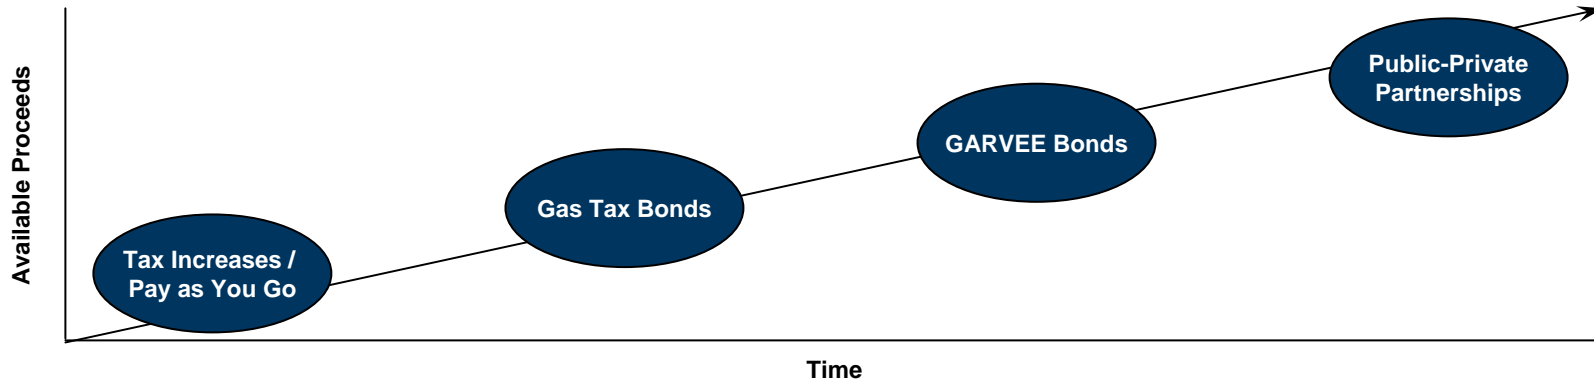 Available Proceeds
Public-Private
Partnerships
GARVEE Bonds
Gas Tax Bonds
Tax Increases /
Pay as You Go
Time